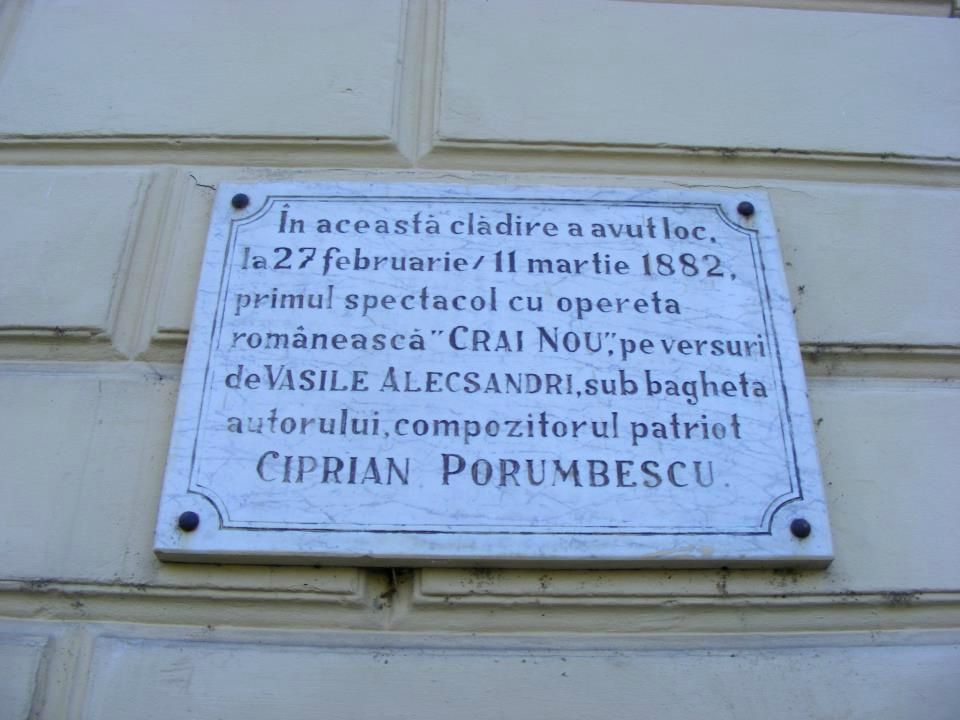 În această clădire a avut loc,
la 27 februarie/11 martie 1882,
primul spectacol cu opereta
românească "CRAI NOU", pe versuri
de VASILE ALECSANDRI, sub bagheta
autorului, compozitorul patriot
CIPRIAN PORUMBESCU.